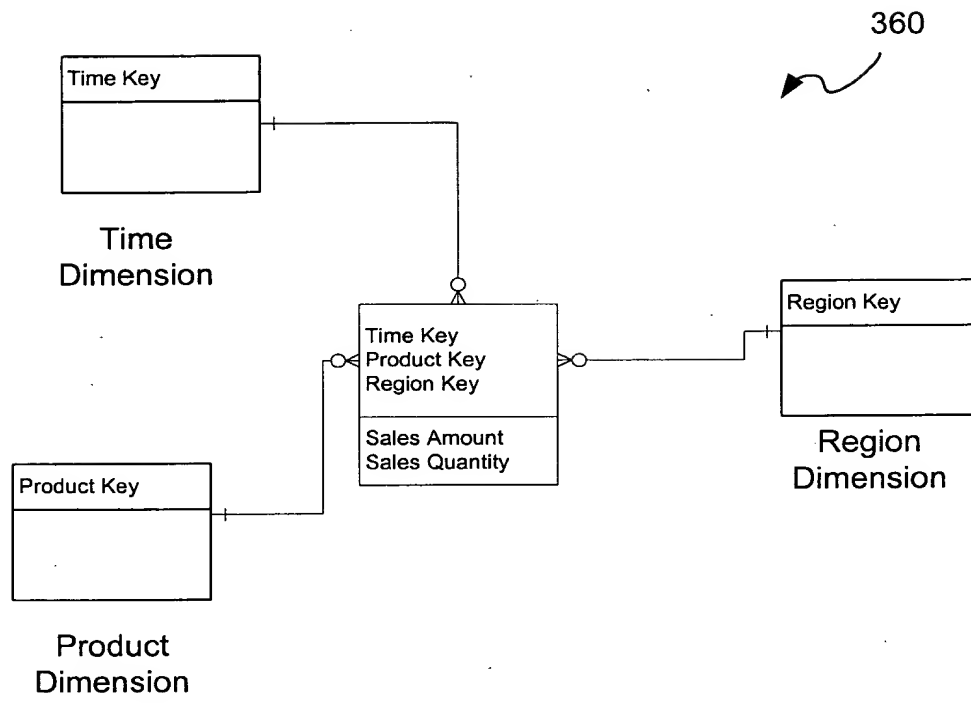 360
Time Key
Time
Dimension
Region Key
Time Key
Product Key
Region Key
Sales Amount
Sales Quantity
Region
Dimension
Product Key
Product
Dimension